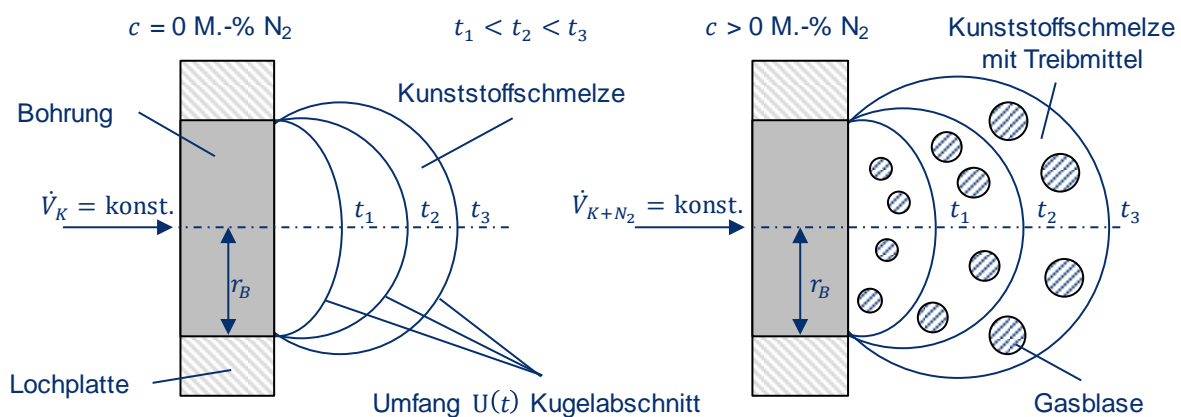 c = 0 M.-% N₂
t₁ < t₂ < t₃
Kunststoffschmelze
Bohrung
V̇_K = konst.
t₁
t₂
t₃
r_B
Lochplatte
Umfang U(t) Kugelabschnitt
c > 0 M.-% N₂
Kunststoffschmelze
mit Treibmittel
V̇_{K+N₂} = konst.
t₁
t₂
t₃
r_B
Gasblase